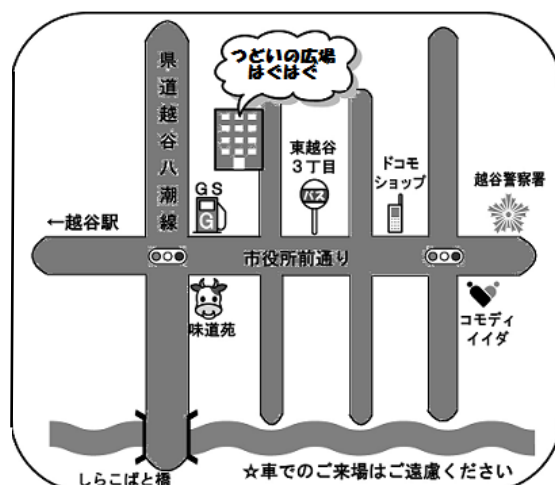 つどいの広場
はぐはぐ
県道越谷八潮線
東越谷
3丁目
ドコモ
ショップ
越谷警察署
GS
G
バス
←越谷駅
市役所前通り
味道苑
コモディ
イイダ
しらこばと橋
☆車でのご来場はご遠慮ください